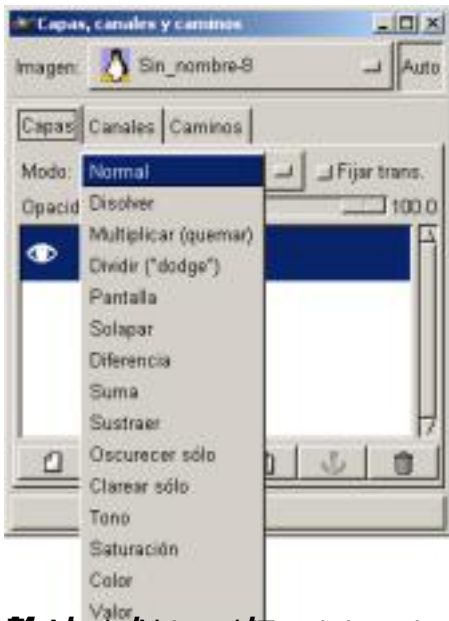 Capas, canales y caminos
Imagen: Sin_nombre-8 Auto
Capas Canales Caminos
Modo: Normal Fijar trans.
Opacid 100.0
Disolver
Multiplicar (quemar)
Dividir ("dodge")
Pantalla
Solapar
Diferencia
Suma
Sustraer
Oscurecer sólo
Clarear sólo
Tono
Saturación
Color
Valor